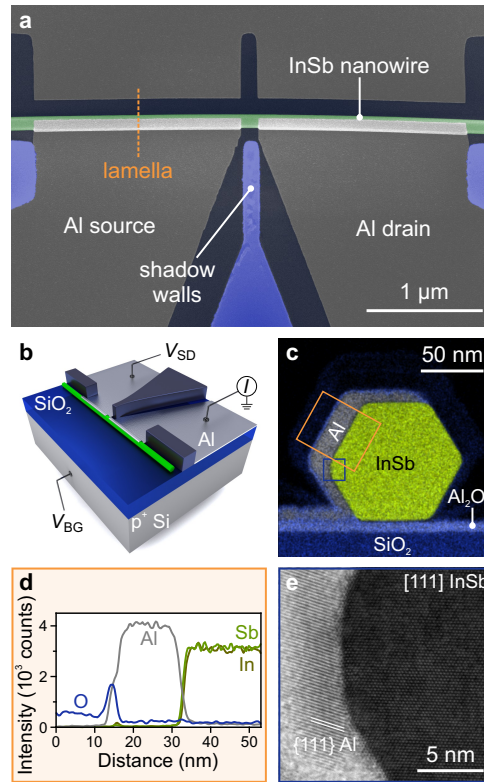 a
InSb nanowire
lamella
Al source
Al drain
shadow
walls
1 µm
b
V_SD
I
SiO₂
Al
V_BG
p⁺ Si
c
50 nm
Al
InSb
Al₂O
SiO₂
d
Intensity (10³ counts)
4
2
0
Al
Sb
In
O
0 10 20 30 40 50
Distance (nm)
e
[111] InSb
{111} Al
5 nm